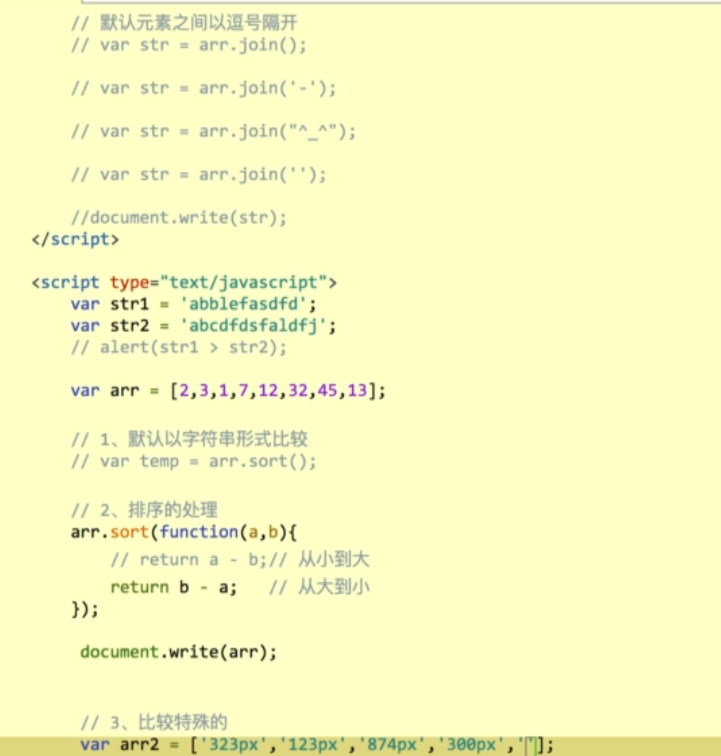 // 默认元素之间以逗号隔开
// var str = arr.join();
// var str = arr.join('-');
// var str = arr.join("^_^");
// var str = arr.join('');
//document.write(str);
</script>
<script type="text/javascript">
var str1 = 'abblefasdfd';
var str2 = 'abcdfdsfaldfj';
// alert(str1 > str2);
var arr = [2,3,1,7,12,32,45,13];
// 1、默认以字符串形式比较
// var temp = arr.sort();
// 2、排序的处理
arr.sort(function(a,b){
// return a - b;// 从小到大
return b - a; // 从大到小
});
document.write(arr);
// 3、比较特殊的
var arr2 = ['323px','123px','874px','300px',''];